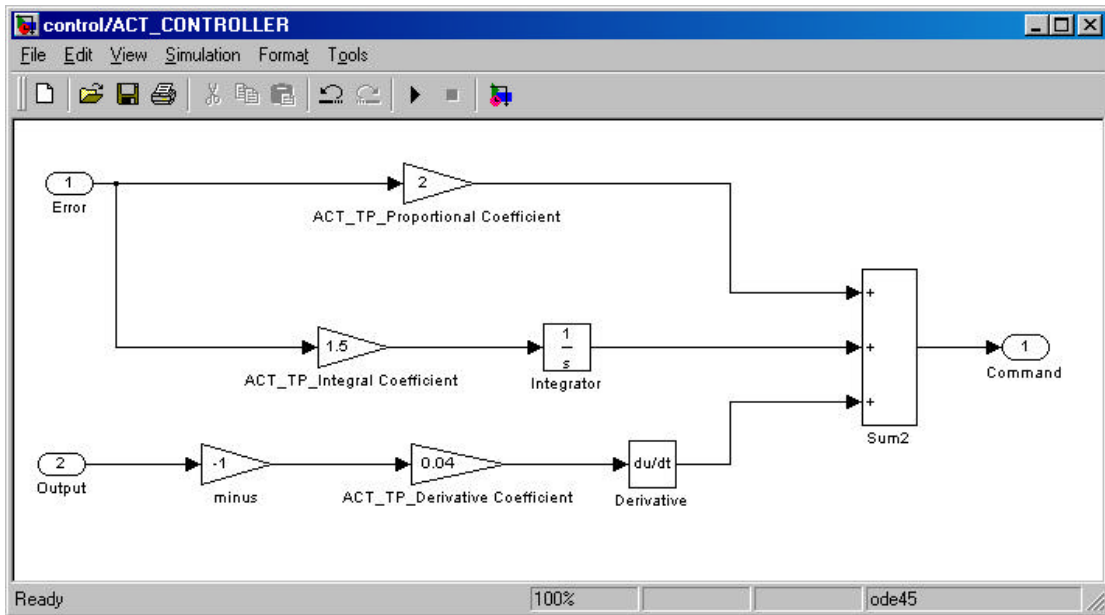 control/ACT_CONTROLLER
File Edit View Simulation Format Tools
1
Error
2
ACT_TP_Proportional Coefficient
1.5
ACT_TP_Integral Coefficient
1
s
Integrator
2
Output
-1
minus
0.04
ACT_TP_Derivative Coefficient
du/dt
Derivative
+
+
+
Sum2
1
Command
Ready 100% ode45